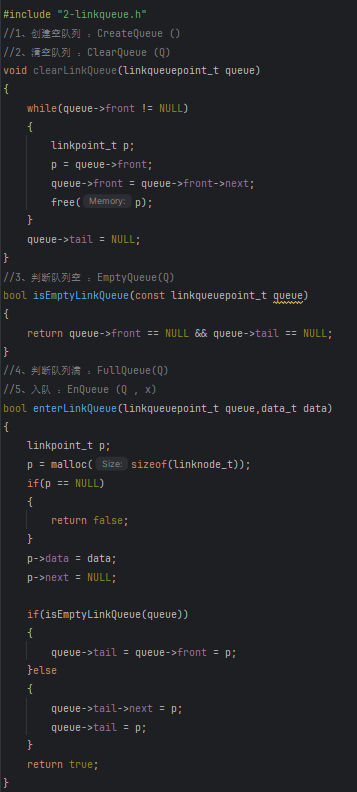 #include "2-linkqueue.h"
//1、创建空队列 ：CreateQueue ()
//2、清空队列 ：ClearQueue (Q)
void clearLinkQueue(linkqueuepoint_t queue)
{
    while(queue->front != NULL)
    {
        linkpoint_t p;
        p = queue->front;
        queue->front = queue->front->next;
        free( Memory: p);
    }
    queue->tail = NULL;
}
//3、判断队列空 ：EmptyQueue(Q)
bool isEmptyLinkQueue(const linkqueuepoint_t queue)
{
    return queue->front == NULL && queue->tail == NULL;
}
//4、判断队列满 ：FullQueue(Q)
//5、入队 ：EnQueue (Q , x)
bool enterLinkQueue(linkqueuepoint_t queue,data_t data)
{
    linkpoint_t p;
    p = malloc( Size: sizeof(linknode_t));
    if(p == NULL)
    {
        return false;
    }
    p->data = data;
    p->next = NULL;

    if(isEmptyLinkQueue(queue))
    {
        queue->tail = queue->front = p;
    }else
    {
        queue->tail->next = p;
        queue->tail = p;
    }
    return true;
}